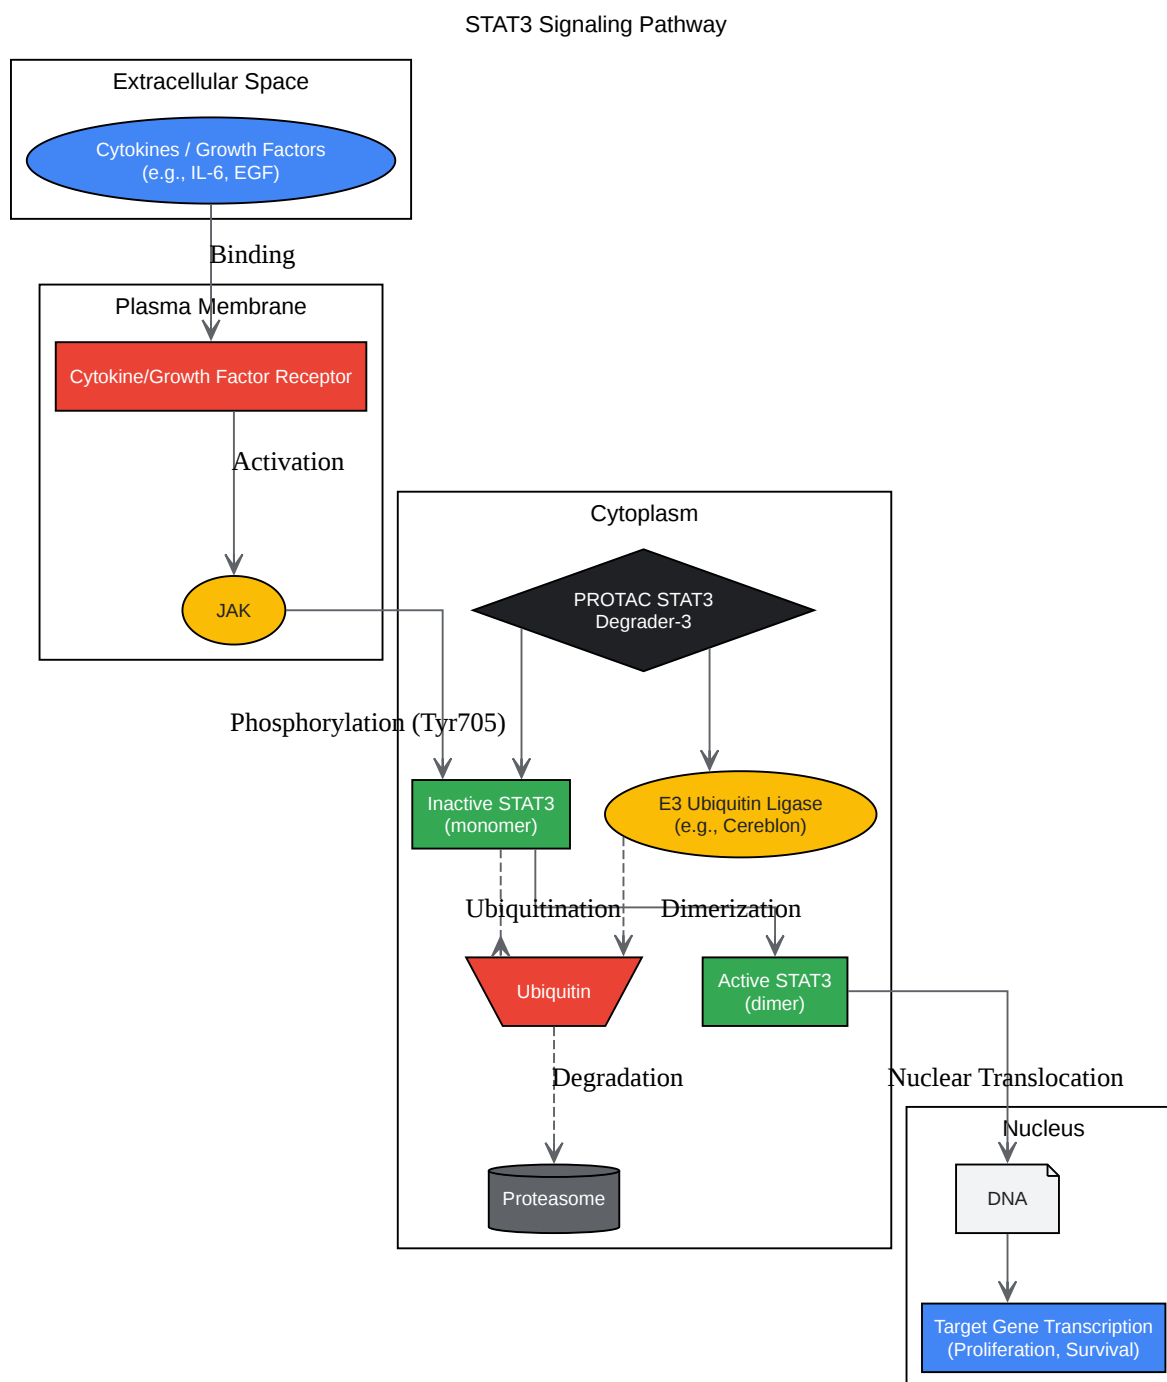 STAT3 Signaling Pathway
Extracellular Space
Cytokines / Growth Factors
(e.g., IL-6, EGF)
Binding
Plasma Membrane
Cytokine/Growth Factor Receptor
Activation
JAK
Cytoplasm
PROTAC STAT3
Degrader-3
Phosphorylation (Tyr705)
Inactive STAT3
(monomer)
E3 Ubiquitin Ligase
(e.g., Cereblon)
Ubiquitination
Dimerization
Ubiquitin
Active STAT3
(dimer)
Degradation
Nuclear Translocation
Nucleus
Proteasome
DNA
Target Gene Transcription
(Proliferation, Survival)